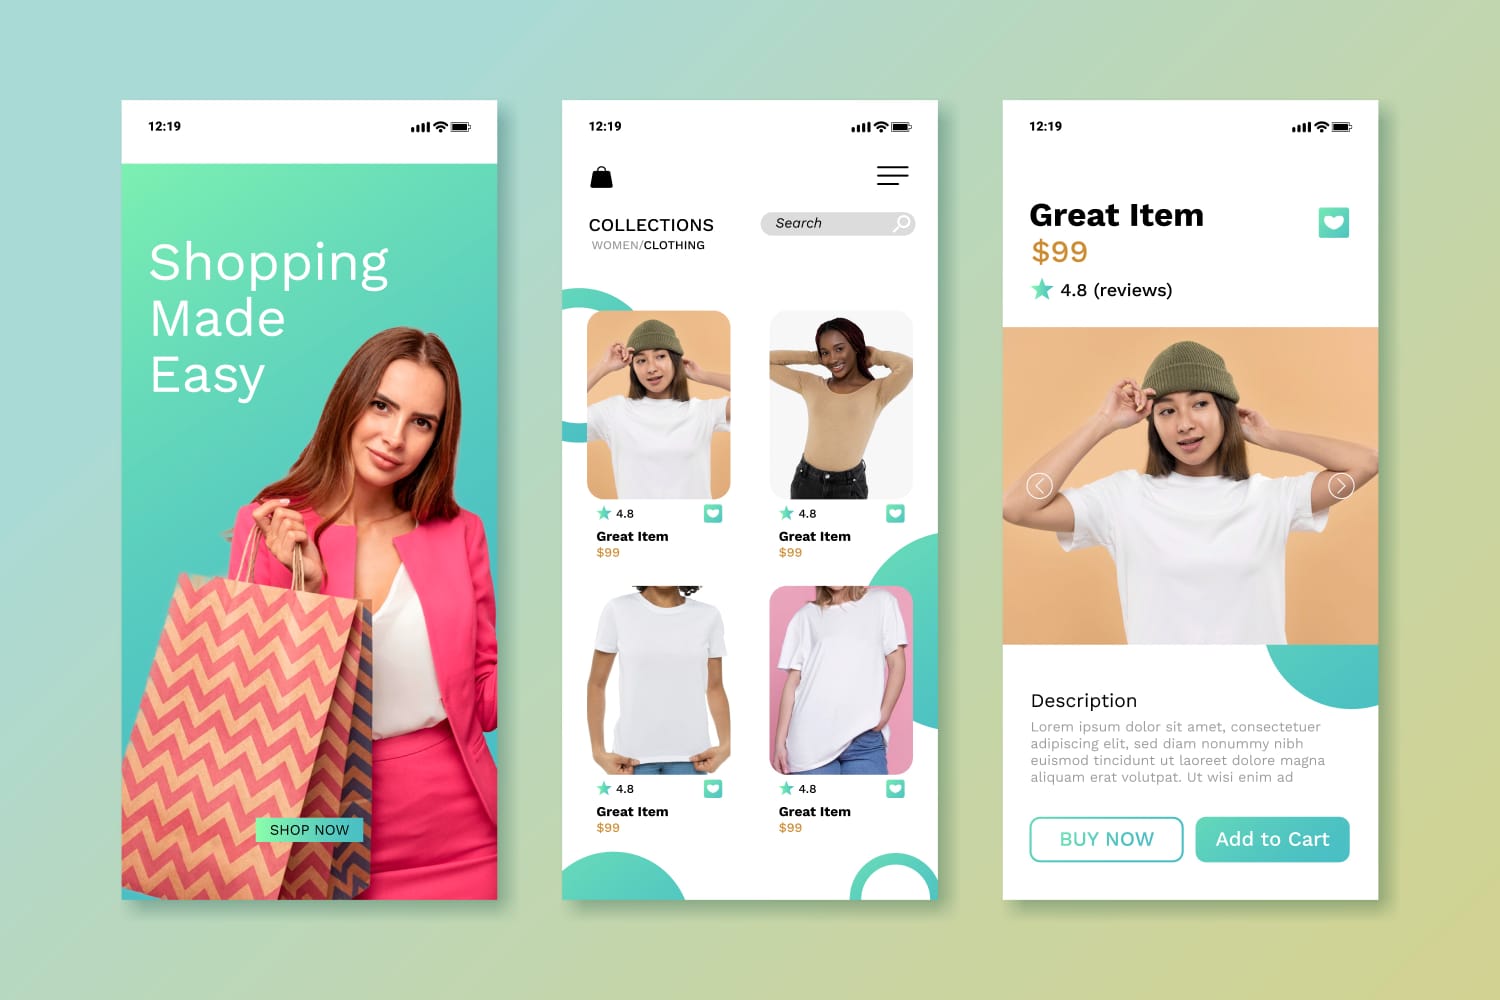 12:19
Shopping
Made
Easy
SHOP NOW
12:19
COLLECTIONS
Search
WOMEN/CLOTHING
4.8
Great Item
$99
4.8
Great Item
$99
4.8
Great Item
$99
4.8
Great Item
$99
12:19
Great Item
$99
4.8 (reviews)
Description
Lorem ipsum dolor sit amet, consectetuer
adipiscing elit, sed diam nonummy nibh
euismod tincidunt ut laoreet dolore magna
aliquam erat volutpat. Ut wisi enim ad
BUY NOW
Add to Cart